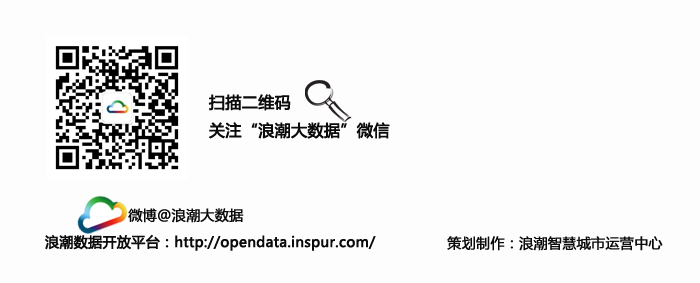 扫描二维码
关注“浪潮大数据”微信
微博@浪潮大数据
浪潮数据开放平台：http://opendata.inspur.com/
策划制作：浪潮智慧城市运营中心